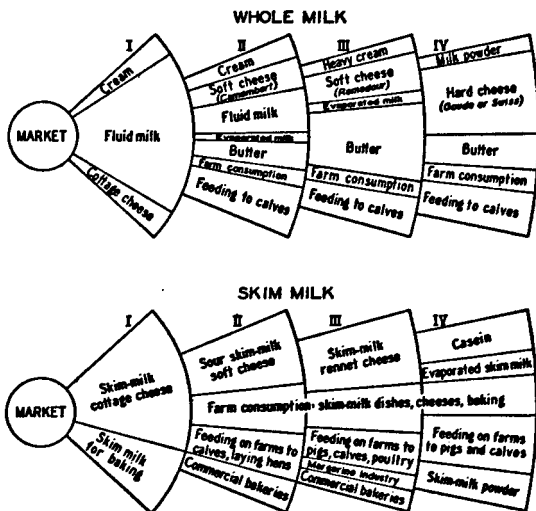 WHOLE MILK
I
II
III
IV
MARKET
Cream
Fluid milk
Cottage cheese
Cream
Soft cheese
(Camembert)
Fluid milk
Evaporated milk
Butter
Farm consumption
Feeding to calves
Heavy cream
Soft cheese
(Romadour)
Evaporated milk
Butter
Farm consumption
Feeding to calves
Milk powder
Hard cheese
(Gouda or Swiss)
Butter
Farm consumption
Feeding to calves
SKIM MILK
I
II
III
IV
MARKET
Skim-milk
cottage cheese
Skim milk
for baking
Sour skim-milk
soft cheese
Skim-milk
rennet cheese
Casein
Evaporated skim milk
Farm consumption- skim-milk dishes, cheeses, baking
Feeding on farms to
calves, laying hens
Commercial bakeries
Feeding on farms to
pigs, calves, poultry
Margarine industry
Commercial bakeries
Feeding on farms
to pigs and calves
Skim-milk powder